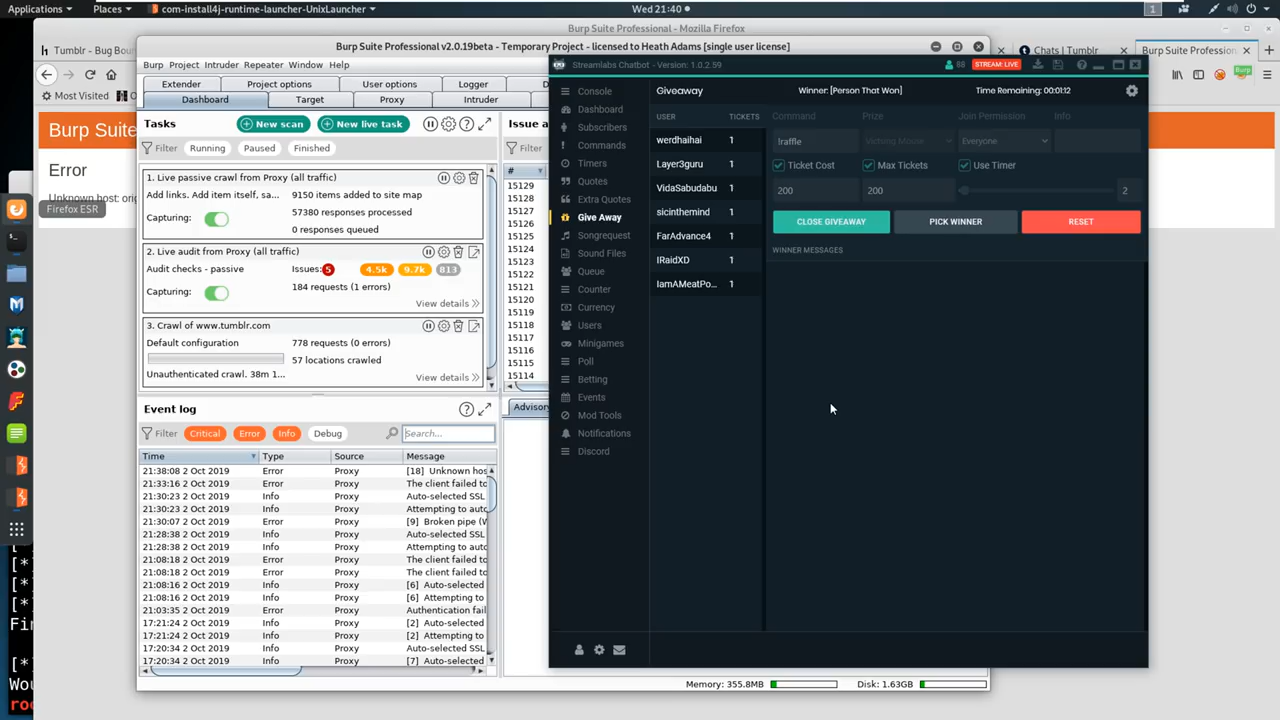 Applications
Places
com-install4j-runtime-launcher-UnixLauncher
Wed 21:40
1
Burp Suite Professional - Mozilla Firefox
Tumblr - Bug Bou
Chats | Tumblr
Burp Suite Profession
Most Visited
Burp Suite
Error
Unknown host: orig
Firefox ESR
Burp Suite Professional v2.0.19beta - Temporary Project - licensed to Heath Adams [single user license]
Burp Project Intruder Repeater Window Help
Extender Project options User options Logger
Dashboard Target Proxy Intruder
Tasks
New scan
New live task
Filter Running Paused Finished
1. Live passive crawl from Proxy (all traffic)
Add links. Add item itself, sa... 9150 items added to site map
57380 responses processed
Capturing:
0 responses queued
2. Live audit from Proxy (all traffic)
Audit checks - passive Issues: 5 4.5k 9.7k 813
Capturing: 184 requests (1 errors)
View details
3. Crawl of www.tumblr.com
Default configuration 778 requests (0 errors)
57 locations crawled
Unauthenticated crawl. 38m 1... View details
Issue a
Filter
#
15129
15128
15127
15126
15125
15124
15123
15122
15121
15120
15119
15118
15117
15116
15115
15114
Advisory
Event log
Filter Critical Error Info Debug Search...
Time Type Source Message
21:38:08 2 Oct 2019 Error Proxy [18] Unknown hos
21:33:16 2 Oct 2019 Error Proxy The client failed to
21:30:23 2 Oct 2019 Info Proxy Auto-selected SSL
21:30:23 2 Oct 2019 Info Proxy Attempting to auto
21:30:07 2 Oct 2019 Error Proxy [9] Broken pipe (W
21:28:38 2 Oct 2019 Info Proxy Auto-selected SSL
21:28:38 2 Oct 2019 Info Proxy Attempting to auto
21:08:18 2 Oct 2019 Error Proxy The client failed to
21:08:16 2 Oct 2019 Info Proxy [6] Auto-selected
21:08:16 2 Oct 2019 Info Proxy [6] Attempting to
21:03:35 2 Oct 2019 Error Proxy Authentication fail
17:21:24 2 Oct 2019 Info Proxy [2] Auto-selected
17:21:24 2 Oct 2019 Info Proxy [2] Attempting to
17:20:34 2 Oct 2019 Info Proxy [2] Auto-selected
17:20:34 2 Oct 2019 Info Proxy [7] Auto-selected
Memory: 355.8MB
Disk: 1.63GB
Streamlabs Chatbot - Version: 1.0.2 59
88
STREAM: LIVE
Console
Dashboard
Subscribers
Commands
Timers
Quotes
Extra Quotes
Give Away
Songrequest
Sound Files
Queue
Counter
Currency
Users
Minigames
Poll
Betting
Events
Mod Tools
Notifications
Discord
Giveaway Winner: [Person That Won] Time Remaining: 00:01:12
USER TICKETS
werdhaihai 1
Layer3guru 1
VidaSabudabu 1
sicinthemind 1
FarAdvance4 1
IRaidXD 1
IamAMeatPo... 1
Command Prize Join Permission Info
!raffle Everyone
Ticket Cost Max Tickets Use Timer
200 200 2
CLOSE GIVEAWAY PICK WINNER RESET
WINNER MESSAGES
[*]
[*]
[*]
Fir
[*]
Wou
roo